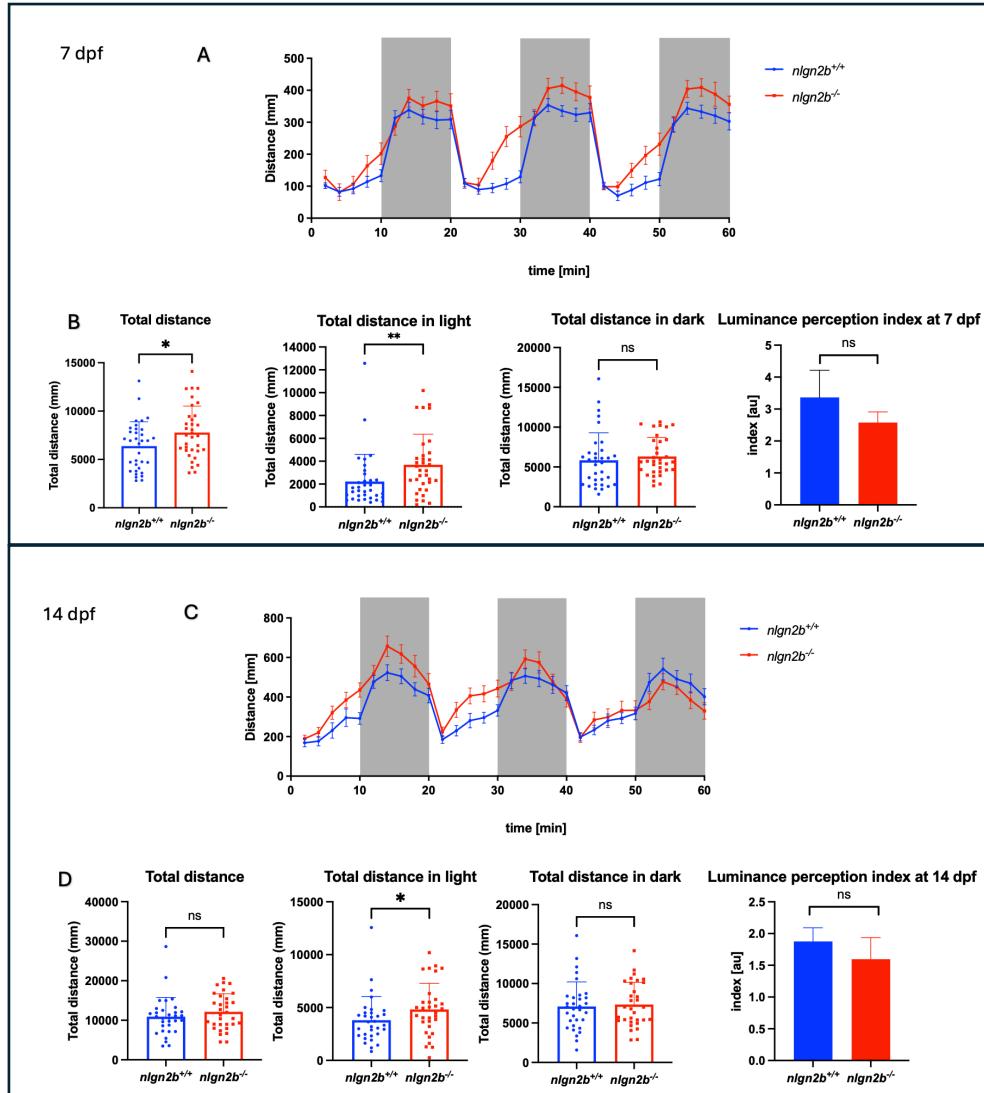 7 dpf
A
500
400
300
200
100
0
Distance [mm]
0 10 20 30 40 50 60
time [min]
nlgn2b+/+
nlgn2b-/-
B
Total distance
*
15000
10000
5000
0
Total distance (mm)
nlgn2b+/+ nlgn2b-/-
Total distance in light
**
14000
12000
10000
8000
6000
4000
2000
0
Total distance (mm)
nlgn2b+/+ nlgn2b-/-
Total distance in dark
ns
20000
15000
10000
5000
0
Total distance (mm)
nlgn2b+/+ nlgn2b-/-
Luminance perception index at 7 dpf
ns
5
4
3
2
1
0
index [au]
nlgn2b+/+ nlgn2b-/-
14 dpf
C
800
600
400
200
0
Distance [mm]
0 10 20 30 40 50 60
time [min]
nlgn2b+/+
nlgn2b-/-
D
Total distance
ns
40000
30000
20000
10000
0
Total distance (mm)
nlgn2b+/+ nlgn2b-/-
Total distance in light
*
15000
10000
5000
0
Total distance (mm)
nlgn2b+/+ nlgn2b-/-
Total distance in dark
ns
20000
15000
10000
5000
0
Total distance (mm)
nlgn2b+/+ nlgn2b-/-
Luminance perception index at 14 dpf
ns
2.5
2.0
1.5
1.0
0.5
0.0
index [au]
nlgn2b+/+ nlgn2b-/-